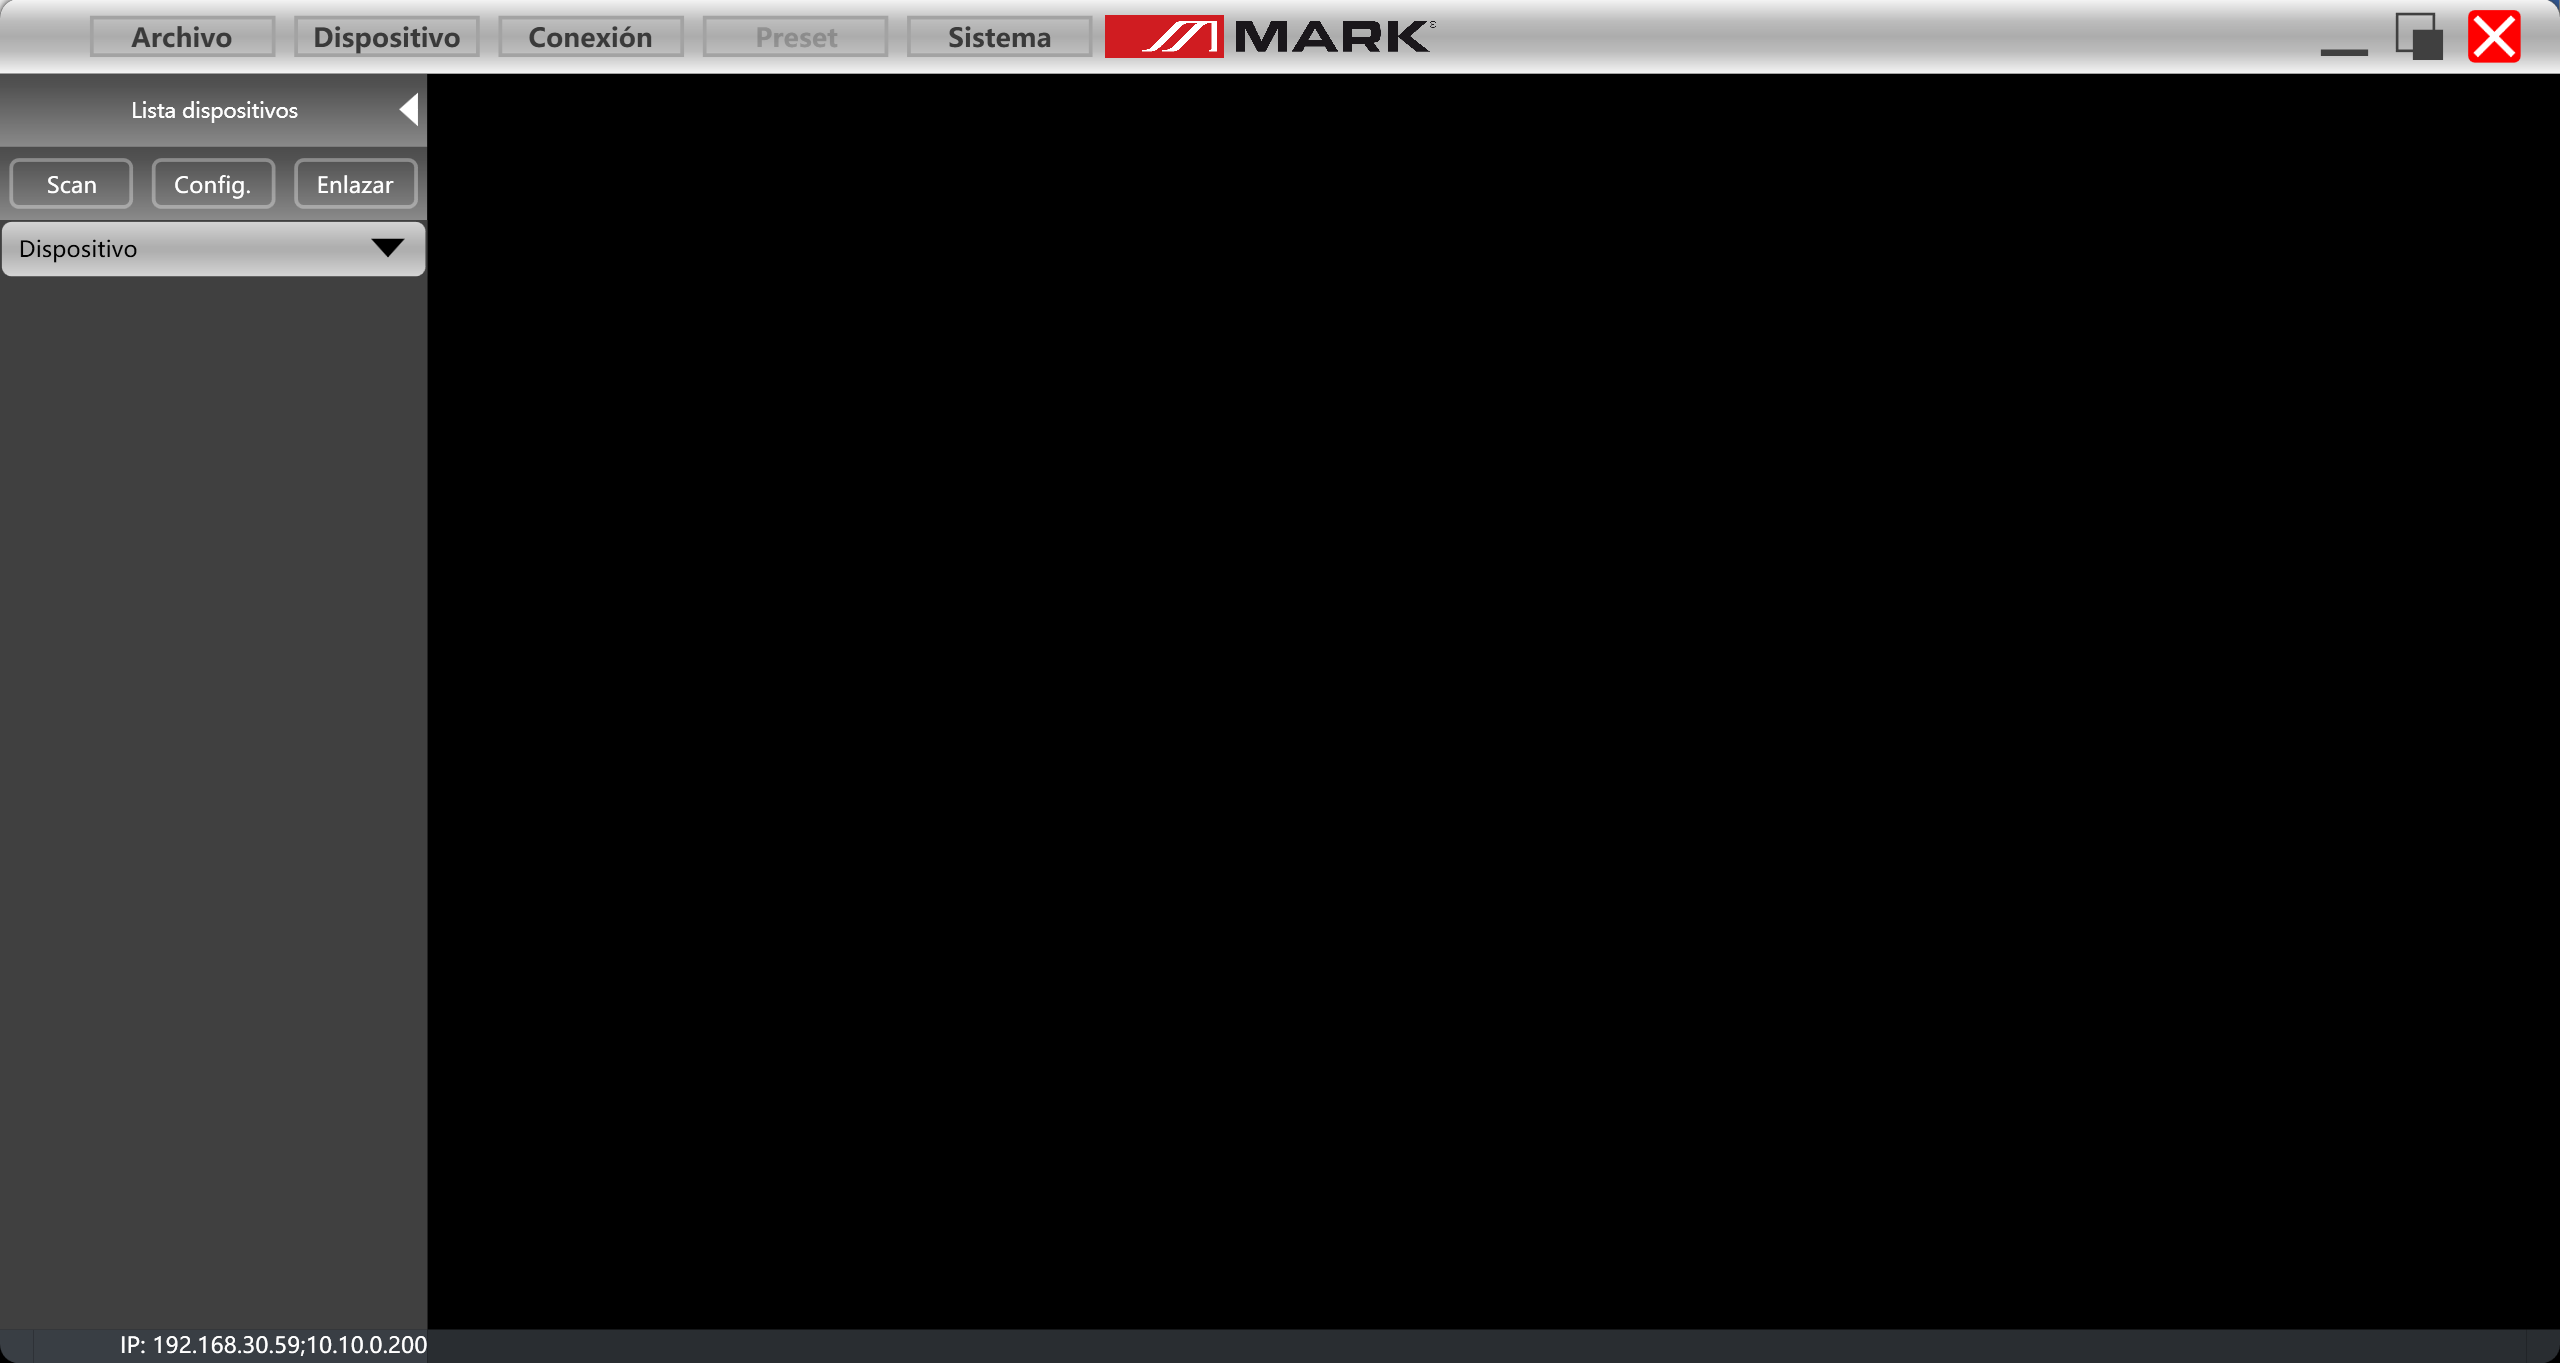 Archivo
Dispositivo
Conexión
Preset
Sistema
MARK
Lista dispositivos
Scan
Config.
Enlazar
Dispositivo
IP: 192.168.30.59;10.10.0.200